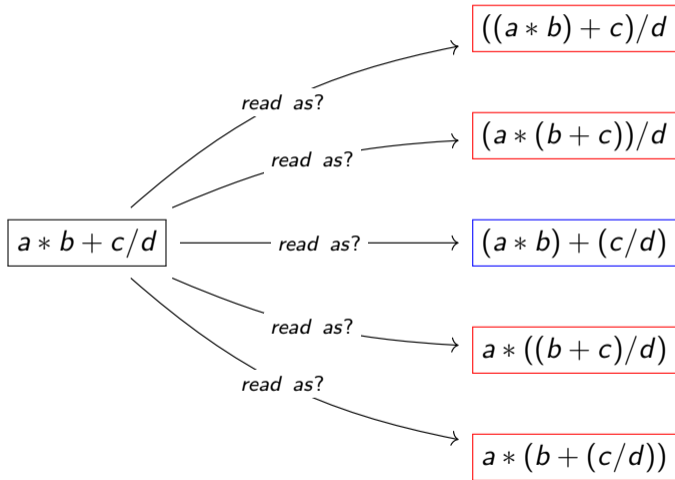 ((a ∗ b) + c)/d
read as?
(a ∗ (b + c))/d
read as?
a ∗ b + c/d
read as?
(a ∗ b) + (c/d)
read as?
a ∗ ((b + c)/d)
read as?
a ∗ (b + (c/d))